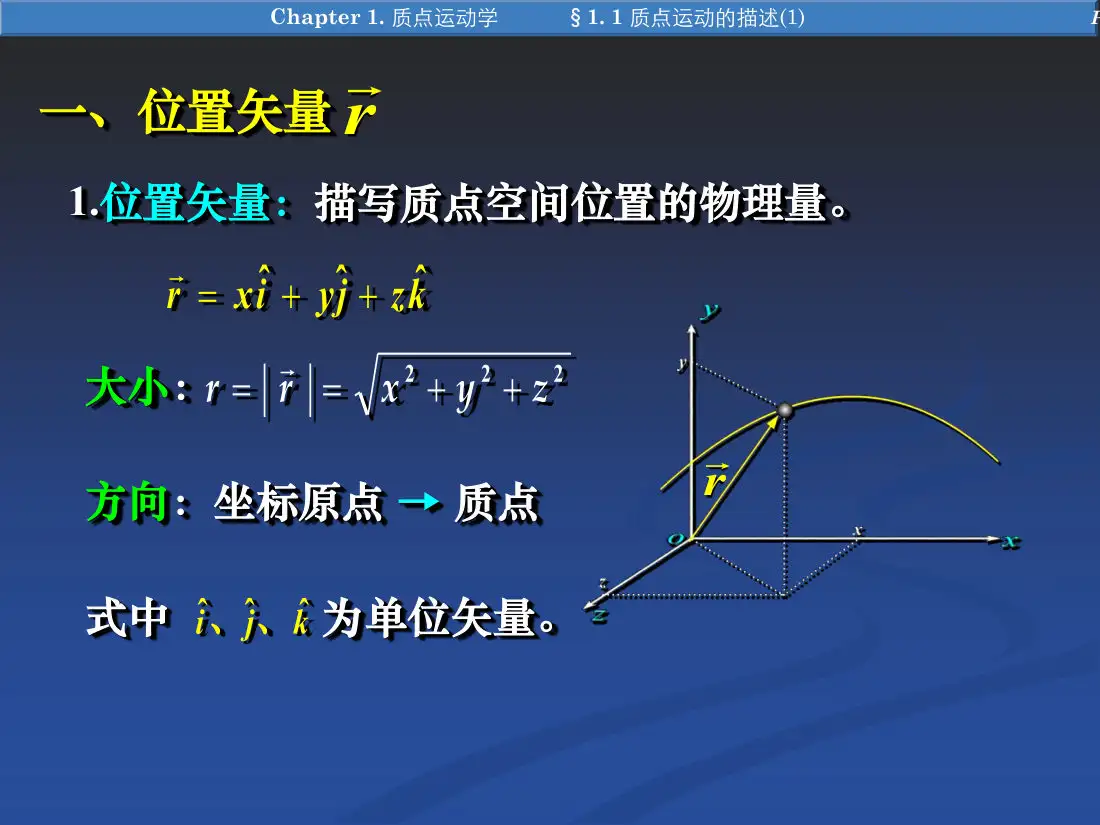 Chapter 1. 质点运动学 §1. 1 质点运动的描述(1)
一、位置矢量 r⃗
1.位置矢量：描写质点空间位置的物理量。
r⃗ = xî + yĵ + zk̂
大小：r = | r⃗ | = √(x² + y² + z²)
方向：坐标原点 → 质点
式中 î、ĵ、k̂ 为单位矢量。
y
y
r⃗
o
x
x
z
z